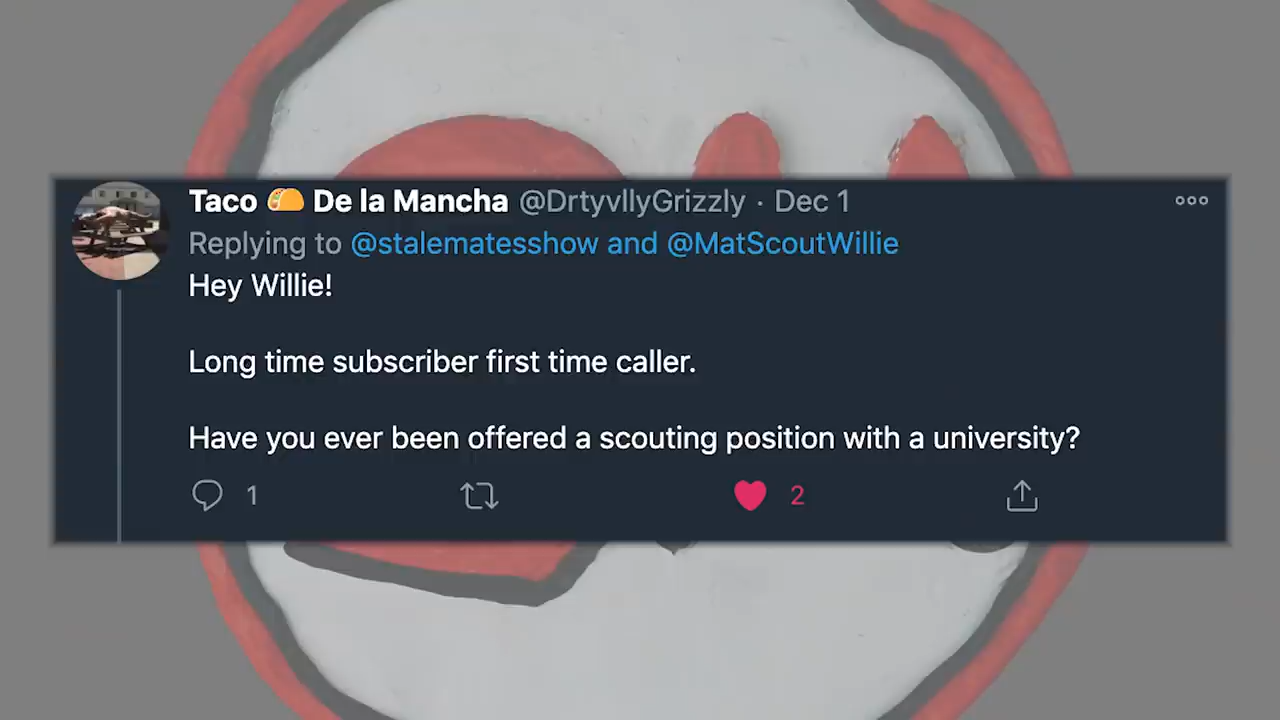 Taco 🌮 De la Mancha @DrtyvllyGrizzly · Dec 1
Replying to @stalematesshow and @MatScoutWillie
Hey Willie!
Long time subscriber first time caller.
Have you ever been offered a scouting position with a university?
1 2